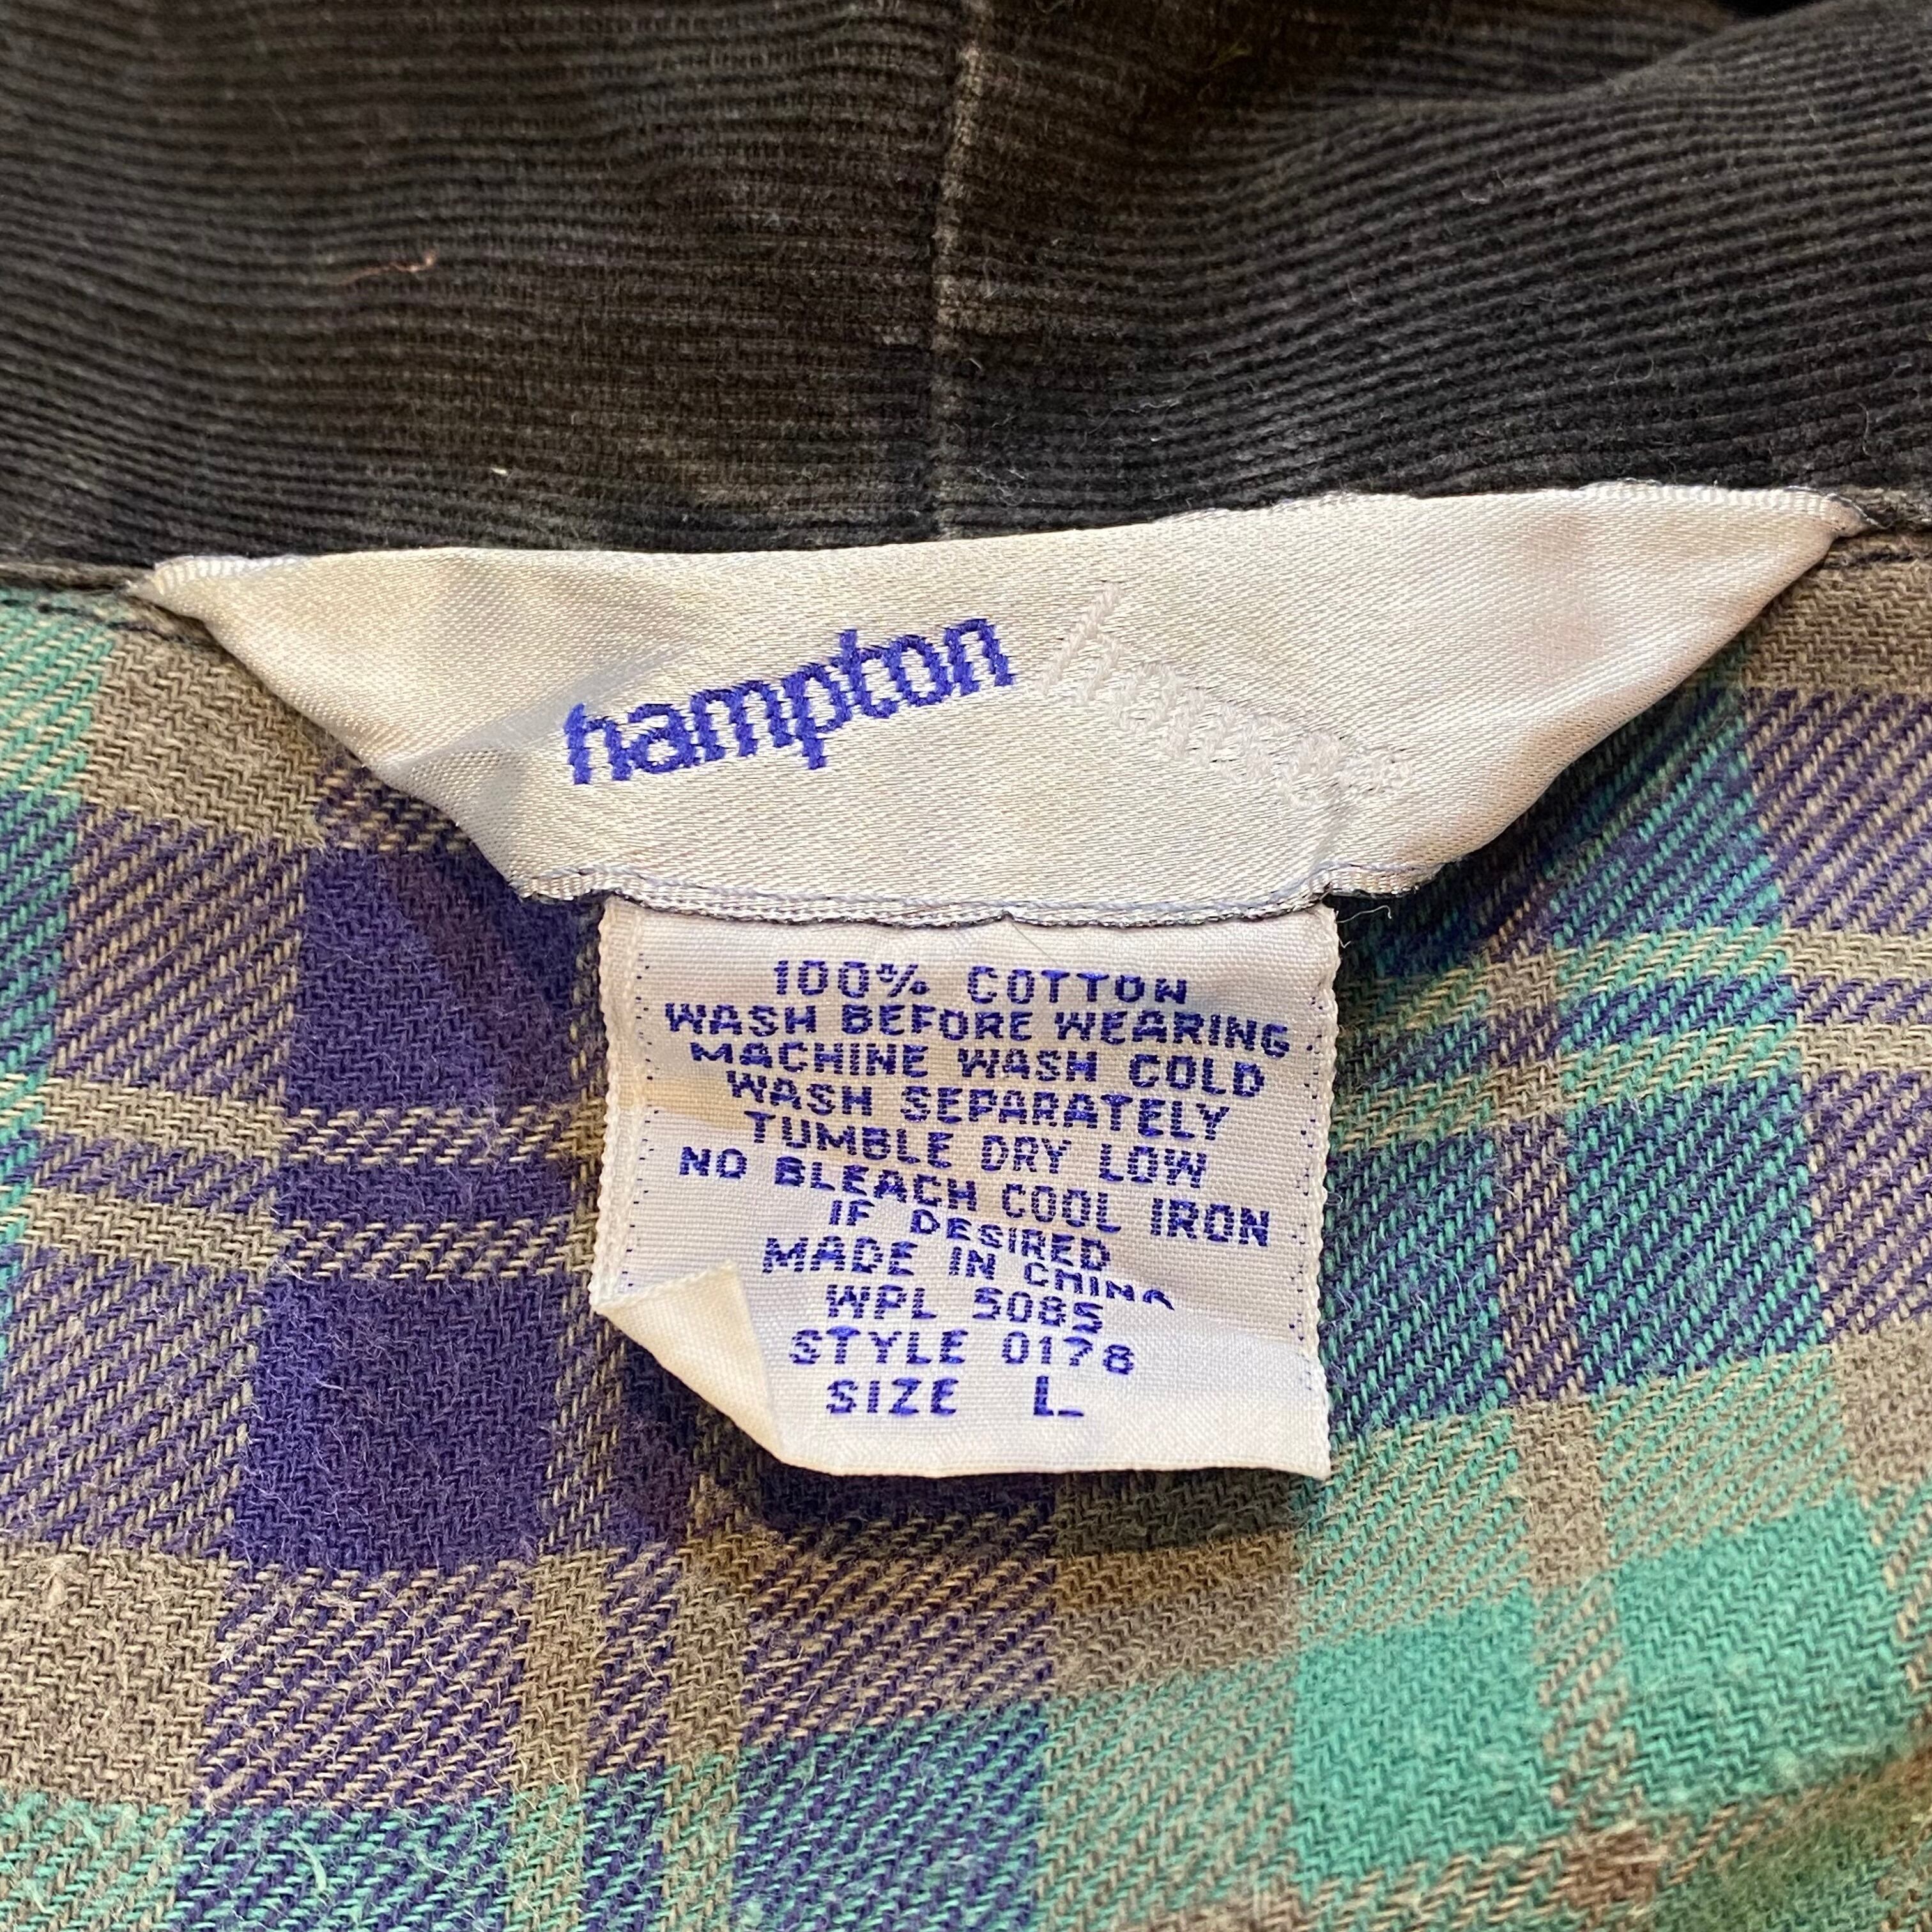 hampton house
100% COTTON
WASH BEFORE WEARING
MACHINE WASH COLD
WASH SEPARATELY
TUMBLE DRY LOW
NO BLEACH COOL IRON
IF DESIRED
MADE IN CHINA
WPL 5085
STYLE 0178
SIZE L